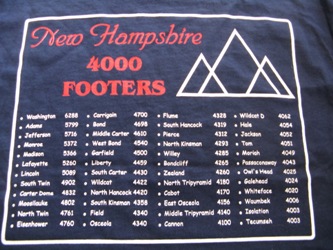 New Hampshire
4000
FOOTERS
Washington 6288
Adams 5799
Jefferson 5716
Monroe 5372
Madison 5366
Lafayette 5260
Lincoln 5089
South Twin 4902
Carter Dome 4832
Moosilauke 4802
North Twin 4761
Eisenhower 4760
Carrigain 4700
Bond 4698
Middle Carter 4610
West Bond 4540
Garfield 4500
Liberty 4459
South Carter 4430
Wildcat 4422
North Hancock 4420
South Kinsman 4358
Field 4340
Osceola 4340
Flume 4328
South Hancock 4319
Pierce 4312
North Kinsman 4293
Willey 4285
Bondcliff 4265
Zealand 4260
North Tripyramid 4180
Cabot 4170
East Osceola 4156
Middle Tripyramid 4140
Cannon 4100
Wildcat D 4062
Hale 4054
Jackson 4052
Tom 4051
Moriah 4049
Passaconaway 4043
Owl's Head 4025
Galehead 4024
Whiteface 4020
Waumbek 4006
Isolation 4003
Tecumseh 4003